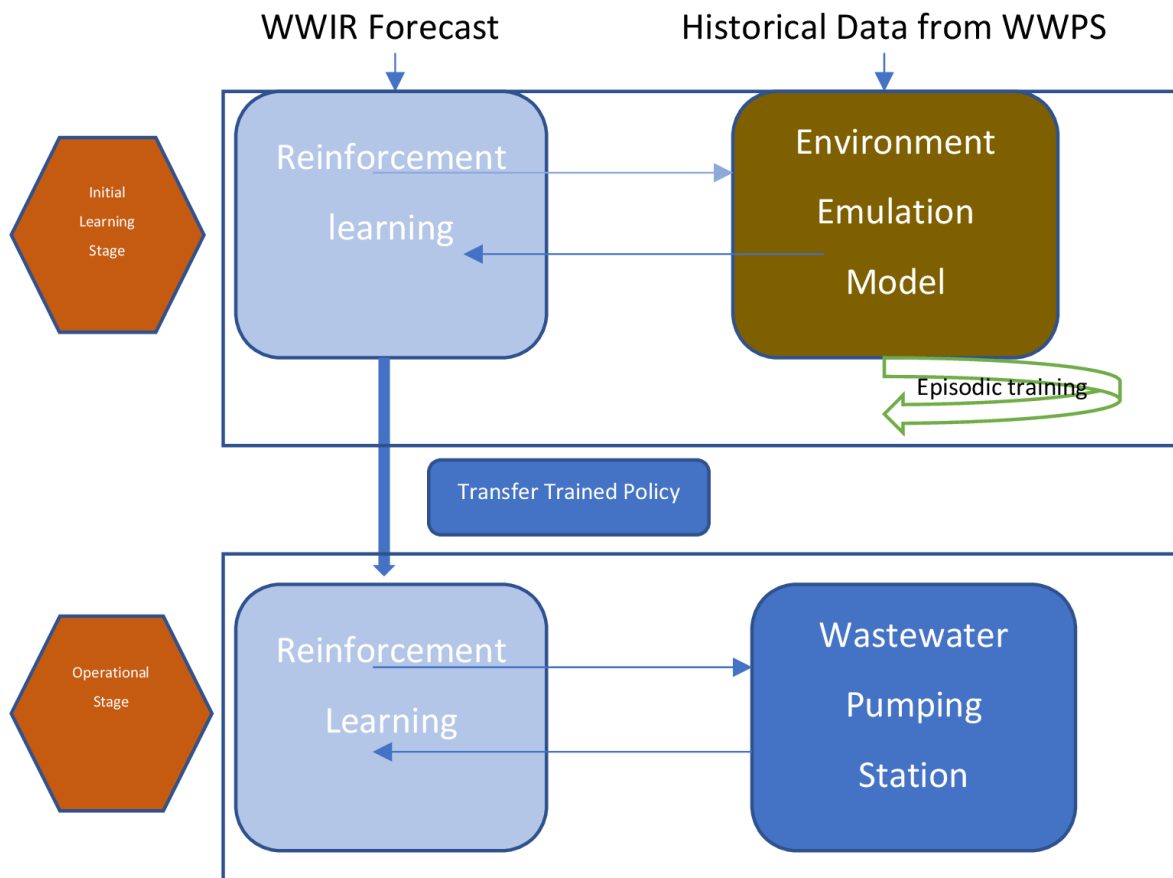 WWIR Forecast
Historical Data from WWPS
Initial
Learning
Stage
Reinforcement
learning
Environment
Emulation
Model
Episodic training
Transfer Trained Policy
Operational
Stage
Reinforcement
Learning
Wastewater
Pumping
Station